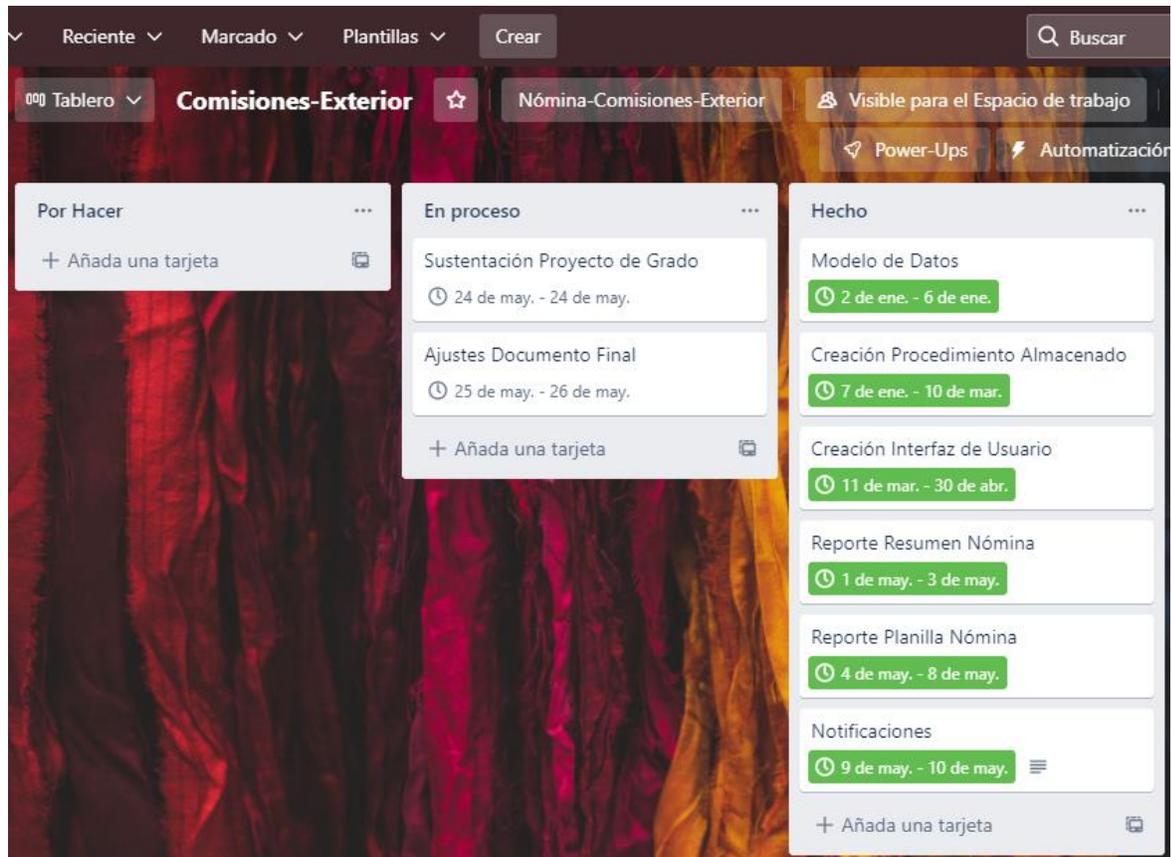 Reciente Marcado Plantillas Crear Buscar
Tablero Comisiones-Exterior Nómina-Comisiones-Exterior Visible para el Espacio de trabajo
Power-Ups Automatización
Por Hacer
Añada una tarjeta
En proceso
Sustentación Proyecto de Grado
24 de may. - 24 de may.
Ajustes Documento Final
25 de may. - 26 de may.
Añada una tarjeta
Hecho
Modelo de Datos
2 de ene. - 6 de ene.
Creación Procedimiento Almacenado
7 de ene. - 10 de mar.
Creación Interfaz de Usuario
11 de mar. - 30 de abr.
Reporte Resumen Nómina
1 de may. - 3 de may.
Reporte Planilla Nómina
4 de may. - 8 de may.
Notificaciones
9 de may. - 10 de may.
Añada una tarjeta